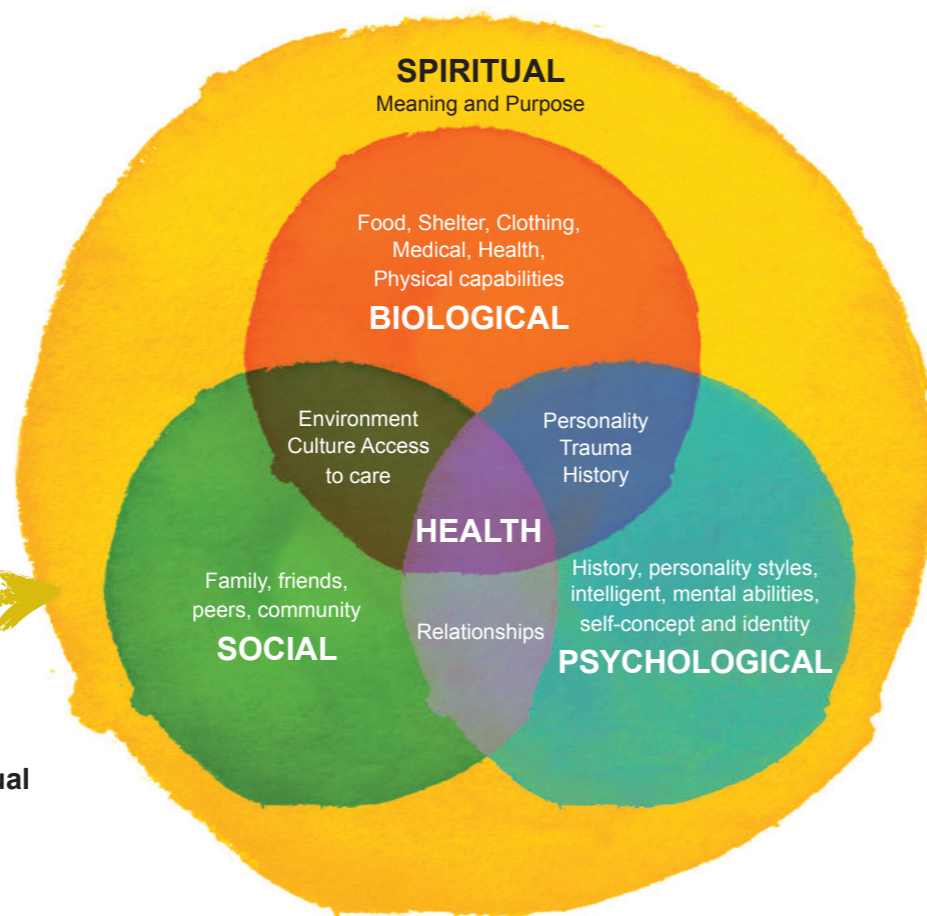 SPIRITUAL
Meaning and Purpose
Food, Shelter, Clothing,
Medical, Health,
Physical capabilities
BIOLOGICAL
Environment
Culture Access
to care
Personality
Trauma
History
HEALTH
Family, friends,
peers, community
SOCIAL
Relationships
History, personality styles,
intelligent, mental abilities,
self-concept and identity
PSYCHOLOGICAL
ual